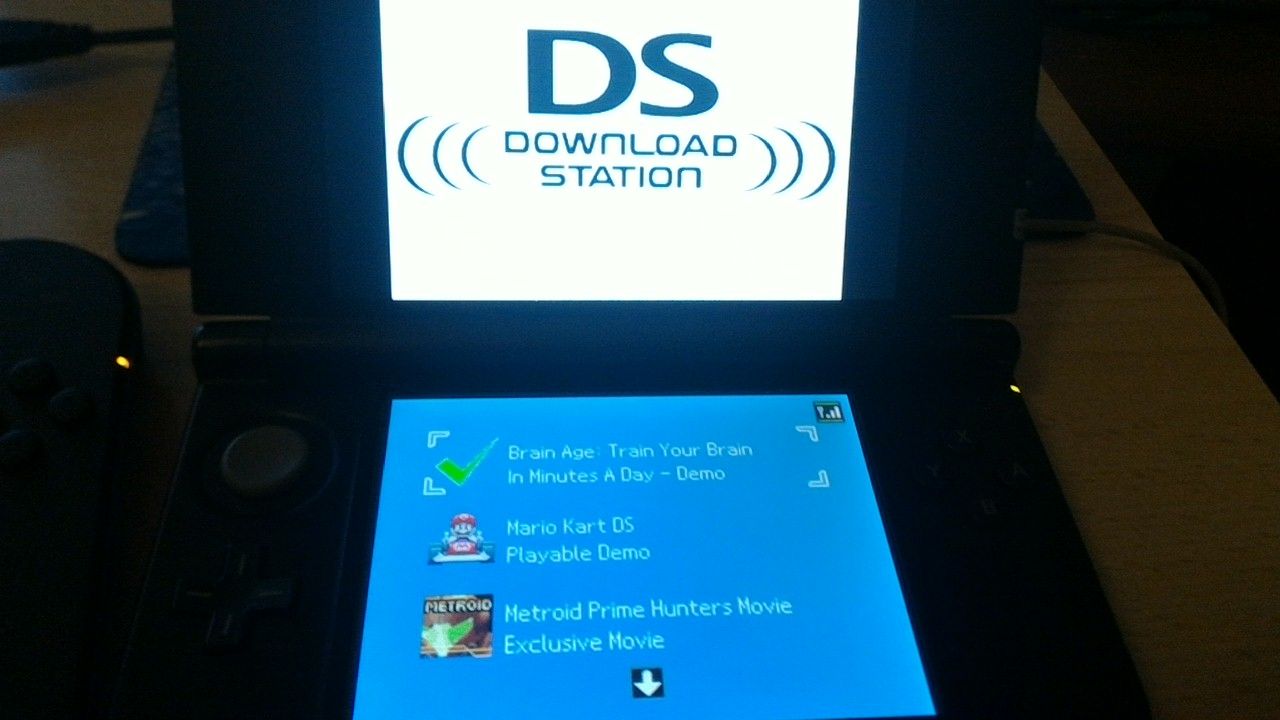 DS
DOWNLOAD
STATION
Brain Age: Train Your Brain
In Minutes A Day - Demo
Mario Kart DS
Playable Demo
METROID
Metroid Prime Hunters Movie
Exclusive Movie
X
Y
A
B